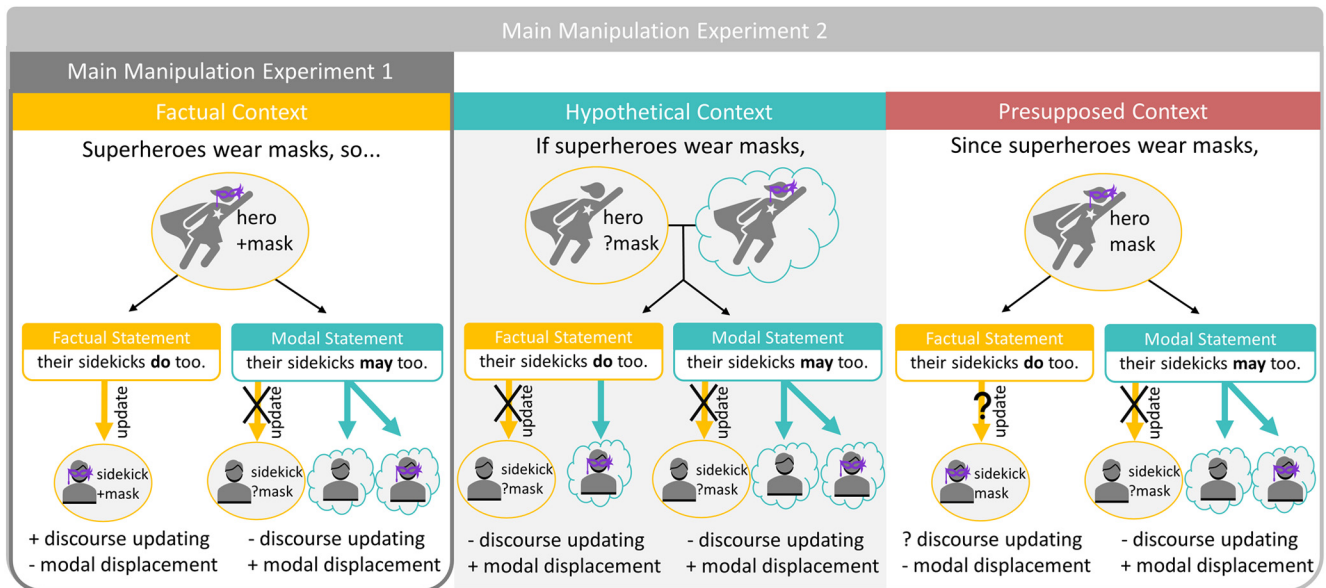 Main Manipulation Experiment 2
Main Manipulation Experiment 1
Factual Context
Superheroes wear masks, so...
hero
+mask
Factual Statement
their sidekicks do too.
update
sidekick
+mask
+ discourse updating
- modal displacement
Modal Statement
their sidekicks may too.
update
sidekick
?mask
- discourse updating
+ modal displacement
Hypothetical Context
If superheroes wear masks,
hero
?mask
Factual Statement
their sidekicks do too.
update
sidekick
?mask
- discourse updating
+ modal displacement
Modal Statement
their sidekicks may too.
update
sidekick
?mask
- discourse updating
+ modal displacement
Presupposed Context
Since superheroes wear masks,
hero
mask
Factual Statement
their sidekicks do too.
?
update
sidekick
mask
? discourse updating
- modal displacement
Modal Statement
their sidekicks may too.
update
sidekick
?mask
- discourse updating
+ modal displacement